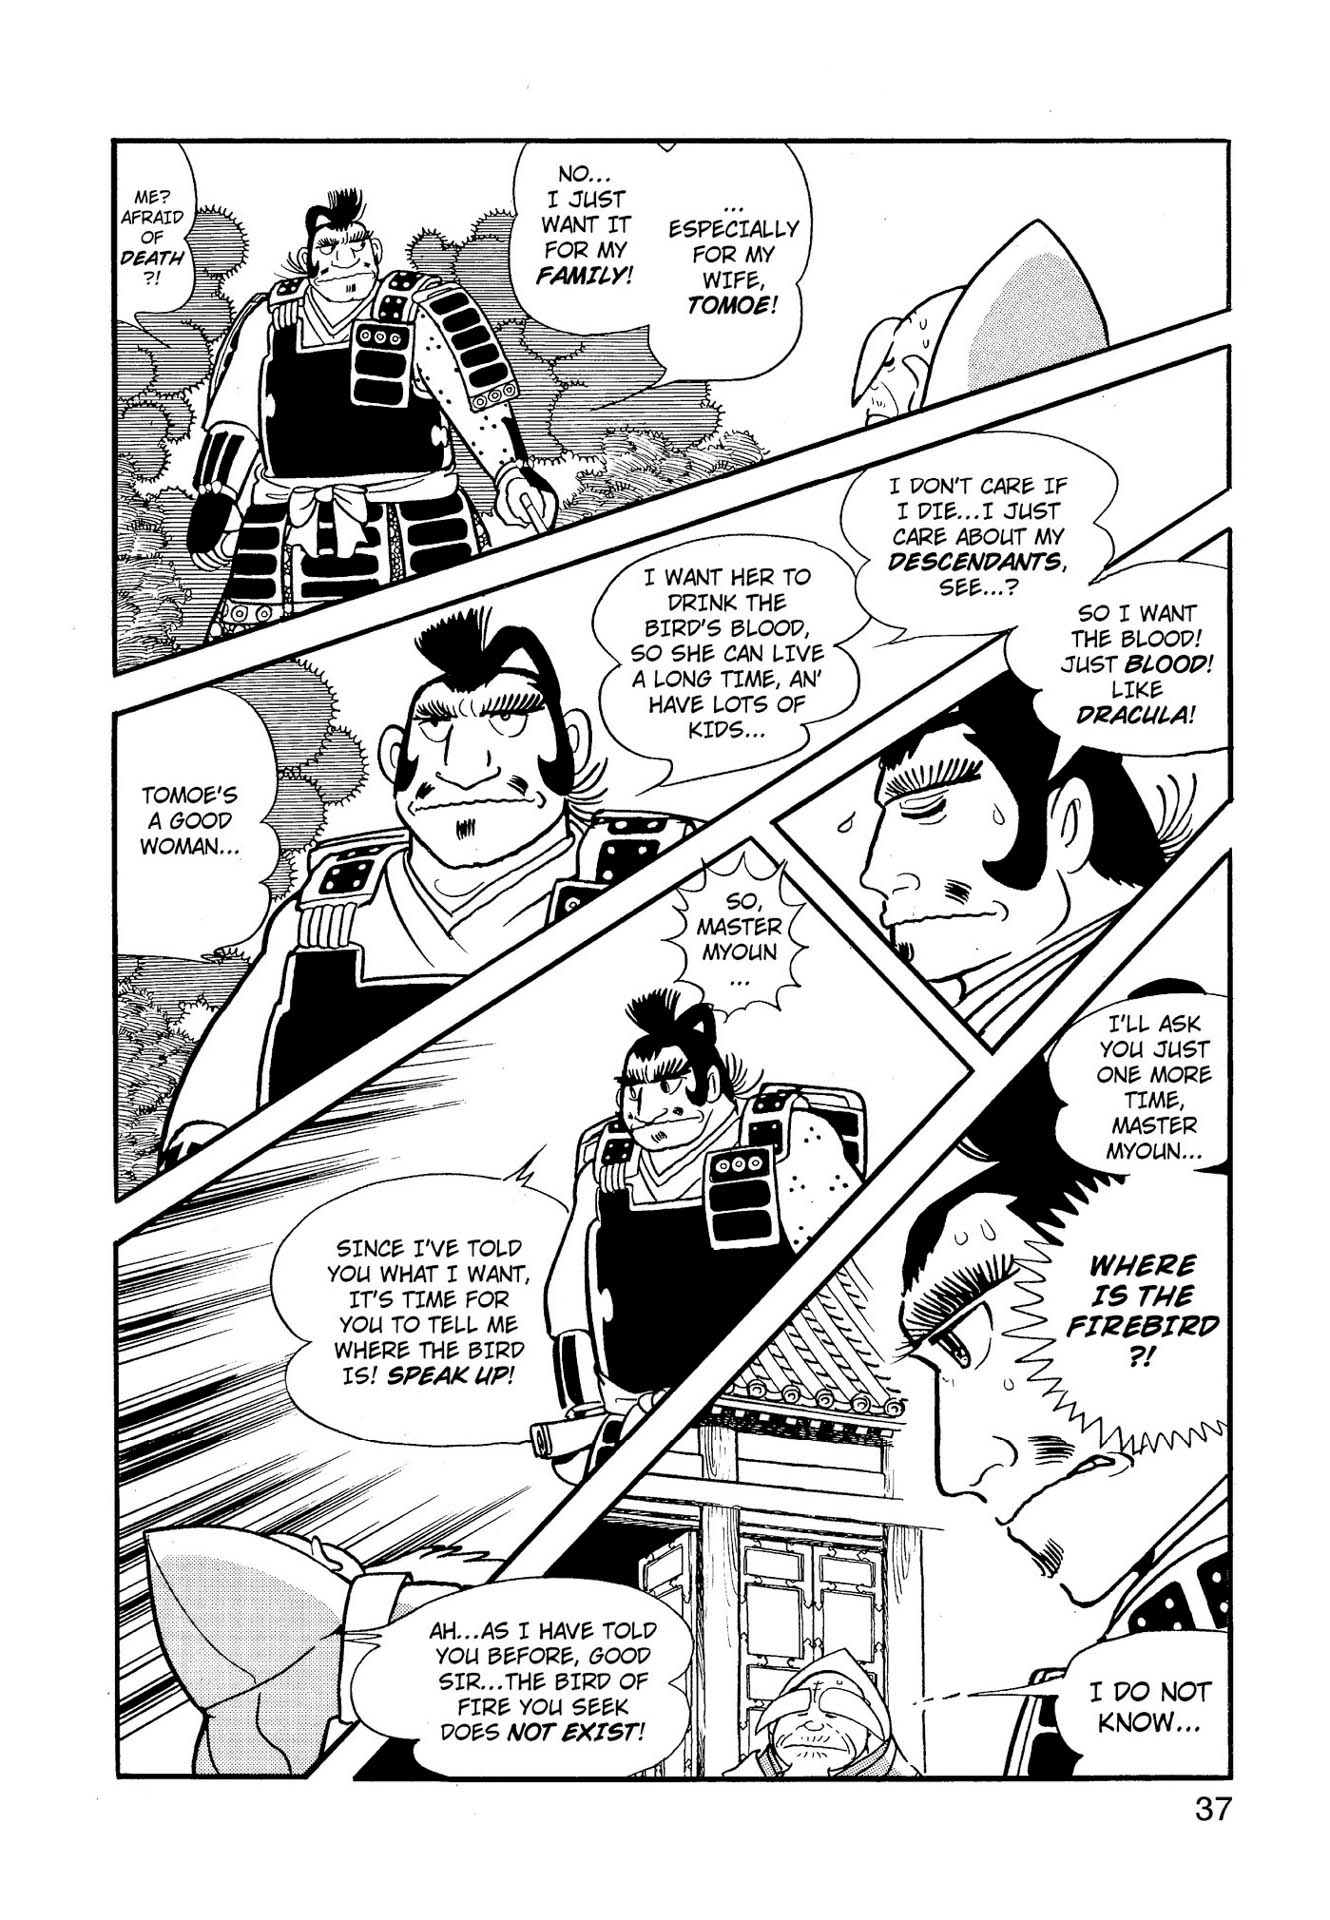 ME?
AFRAID
OF
DEATH
?!
NO...
I JUST
WANT IT
FOR MY
FAMILY!
...
ESPECIALLY
FOR MY
WIFE,
TOMOE!
TOMOE'S
A GOOD
WOMAN...
I WANT HER TO
DRINK THE
BIRD'S BLOOD,
SO SHE CAN LIVE
A LONG TIME, AN'
HAVE LOTS OF
KIDS...
I DON'T CARE IF
I DIE...I JUST
CARE ABOUT MY
DESCENDANTS,
SEE...?
SO I WANT
THE BLOOD!
JUST BLOOD!
LIKE
DRACULA!
SO,
MASTER
MYOUN
...
SINCE I'VE TOLD
YOU WHAT I WANT,
IT'S TIME FOR
YOU TO TELL ME
WHERE THE BIRD
IS! SPEAK UP!
AH...AS I HAVE TOLD
YOU BEFORE, GOOD
SIR...THE BIRD OF
FIRE YOU SEEK
DOES NOT EXIST!
I'LL ASK
YOU JUST
ONE MORE
TIME,
MASTER
MYOUN...
WHERE
IS THE
FIREBIRD
?!
I DO NOT
KNOW...
37